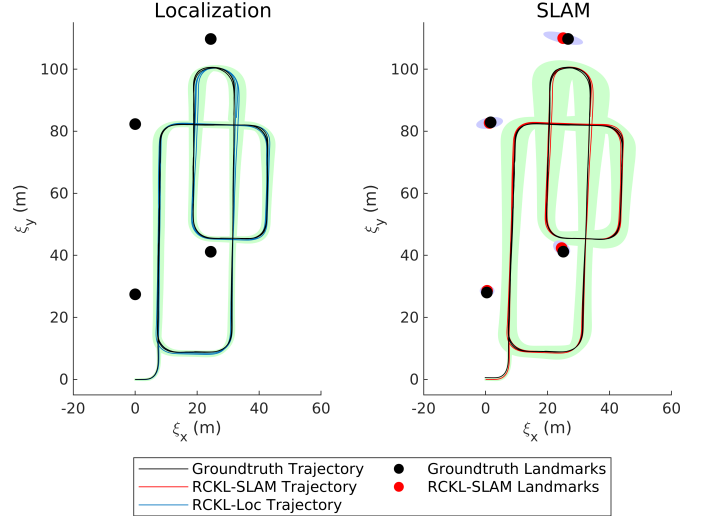 Localization
SLAM
100
80
60
40
20
0
-20
0
20
40
60
ξy (m)
ξx (m)
100
80
60
40
20
0
-20
0
20
40
60
ξy (m)
ξx (m)
Groundtruth Trajectory
RCKL-SLAM Trajectory
RCKL-Loc Trajectory
Groundtruth Landmarks
RCKL-SLAM Landmarks